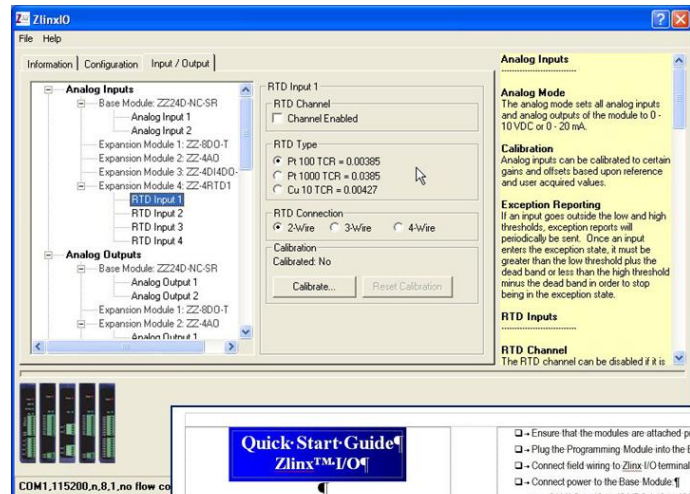 ZlinxIO
File Help
Information Configuration Input / Output
Analog Inputs
Base Module: ZZ24D-NC-SR
Analog Input 1
Analog Input 2
Expansion Module 1: ZZ-8DO-T
Expansion Module 2: ZZ-4AO
Expansion Module 3: ZZ-4DI4DO-
Expansion Module 4: ZZ-4RTD1
RTD Input 1
RTD Input 2
RTD Input 3
RTD Input 4
Analog Outputs
Base Module: ZZ24D-NC-SR
Analog Output 1
Analog Output 2
Expansion Module 1: ZZ-8DO-T
Expansion Module 2: ZZ-4AO
Analog Output 1
RTD Input 1
RTD Channel
Channel Enabled
RTD Type
Pt 100 TCR = 0.00385
Pt 1000 TCR = 0.0385
Cu 10 TCR = 0.00427
RTD Connection
2-Wire 3-Wire 4-Wire
Calibration
Calibrated: No
Calibrate... Reset Calibration
Analog Inputs
--------------------
Analog Mode
The analog mode sets all analog inputs
and analog outputs of the module to 0 -
10 VDC or 0 - 20 mA.
Calibration
Analog inputs can be calibrated to certain
gains and offsets based upon reference
and user acquired values.
Exception Reporting
If an input goes outside the low and high
thresholds, exception reports will
periodically be sent. Once an input
enters the exception state, it must be
greater than the low threshold plus the
dead band or less than the high threshold
minus the dead band in order to stop
being in the exception state.
RTD Inputs
--------------------
RTD Channel
The RTD channel can be disabled if it is
COM1,115200,n,8,1,no flow co
Quick·Start·Guide¶
Zlinx™·I/O¶
¶
Ensure that the modules are attached
Plug the Programming Module into the
Connect field wiring to Zlinx I/O terminal
Connect power to the Base Module:¶